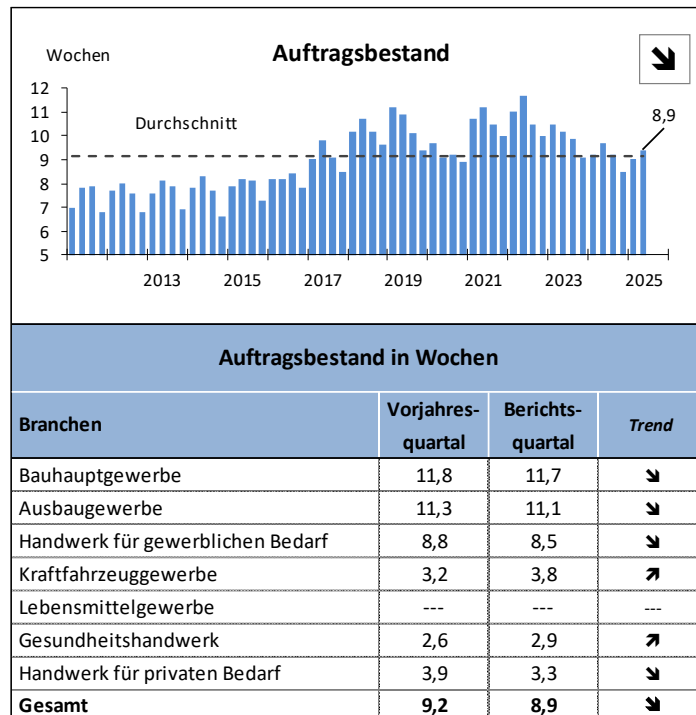 Auftragsbestand
Wochen
12
11
10
9
8
7
6
5
Durchschnitt
8,9
2013 2015 2017 2019 2021 2023 2025
Auftragsbestand in Wochen
Branchen Vorjahres- Berichts- Trend
quartal quartal
Bauhauptgewerbe 11,8 11,7 ➘
Ausbaugewerbe 11,3 11,1 ➘
Handwerk für gewerblichen Bedarf 8,8 8,5 ➘
Kraftfahrzeuggewerbe 3,2 3,8 ➚
Lebensmittelgewerbe --- --- ---
Gesundheitshandwerk 2,6 2,9 ➚
Handwerk für privaten Bedarf 3,9 3,3 ➘
Gesamt 9,2 8,9 ➘